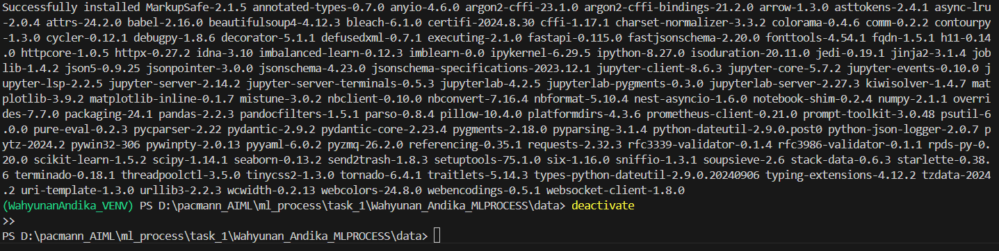 Successfully installed MarkupSafe-2.1.5 annotated-types-0.7.0 anyio-4.6.0 argon2-cffi-23.1.0 argon2-cffi-bindings-21.2.0 arrow-1.3.0 asttokens-2.4.1 async-lru
-2.0.4 attrs-24.2.0 babel-2.16.0 beautifulsoup4-4.12.3 bleach-6.1.0 certifi-2024.8.30 cffi-1.17.1 charset-normalizer-3.3.2 colorama-0.4.6 comm-0.2.2 contourpy
-1.3.0 cycler-0.12.1 debugpy-1.8.6 decorator-5.1.1 defusedxml-0.7.1 executing-2.1.0 fastapi-0.115.0 fastjsonschema-2.20.0 fonttools-4.54.1 fqdn-1.5.1 h11-0.14
.0 httpcore-1.0.5 httpx-0.27.2 idna-3.10 imbalanced-learn-0.12.3 imblearn-0.0 ipykernel-6.29.5 ipython-8.27.0 isoduration-20.11.0 jedi-0.19.1 jinja2-3.1.4 job
lib-1.4.2 json5-0.9.25 jsonpointer-3.0.0 jsonschema-4.23.0 jsonschema-specifications-2023.12.1 jupyter-client-8.6.3 jupyter-core-5.7.2 jupyter-events-0.10.0 j
upyter-lsp-2.2.5 jupyter-server-2.14.2 jupyter-server-terminals-0.5.3 jupyterlab-4.2.5 jupyterlab-pygments-0.3.0 jupyterlab-server-2.27.3 kiwisolver-1.4.7 mat
plotlib-3.9.2 matplotlib-inline-0.1.7 mistune-3.0.2 nbclient-0.10.0 nbconvert-7.16.4 nbformat-5.10.4 nest-asyncio-1.6.0 notebook-shim-0.2.4 numpy-2.1.1 overri
des-7.7.0 packaging-24.1 pandas-2.2.3 pandocfilters-1.5.1 parso-0.8.4 pillow-10.4.0 platformdirs-4.3.6 prometheus-client-0.21.0 prompt-toolkit-3.0.48 psutil-6
.0.0 pure-eval-0.2.3 pycparser-2.22 pydantic-2.9.2 pydantic-core-2.23.4 pygments-2.18.0 pyparsing-3.1.4 python-dateutil-2.9.0.post0 python-json-logger-2.0.7 p
ytz-2024.2 pywin32-306 pywinpty-2.0.13 pyyaml-6.0.2 pyzmq-26.2.0 referencing-0.35.1 requests-2.32.3 rfc3339-validator-0.1.4 rfc3986-validator-0.1.1 rpds-py-0.
20.0 scikit-learn-1.5.2 scipy-1.14.1 seaborn-0.13.2 send2trash-1.8.3 setuptools-75.1.0 six-1.16.0 sniffio-1.3.1 soupsieve-2.6 stack-data-0.6.3 starlette-0.38.
6 terminado-0.18.1 threadpoolctl-3.5.0 tinycss2-1.3.0 tornado-6.4.1 traitlets-5.14.3 types-python-dateutil-2.9.0.20240906 typing-extensions-4.12.2 tzdata-2024
.2 uri-template-1.3.0 urllib3-2.2.3 wcwidth-0.2.13 webcolors-24.8.0 webencodings-0.5.1 websocket-client-1.8.0
(WahyunanAndika_VENV) PS D:\pacmann_AIML\ml_process\task_1\Wahyunan_Andika_MLPROCESS\data> deactivate
>>
PS D:\pacmann_AIML\ml_process\task_1\Wahyunan_Andika_MLPROCESS\data>